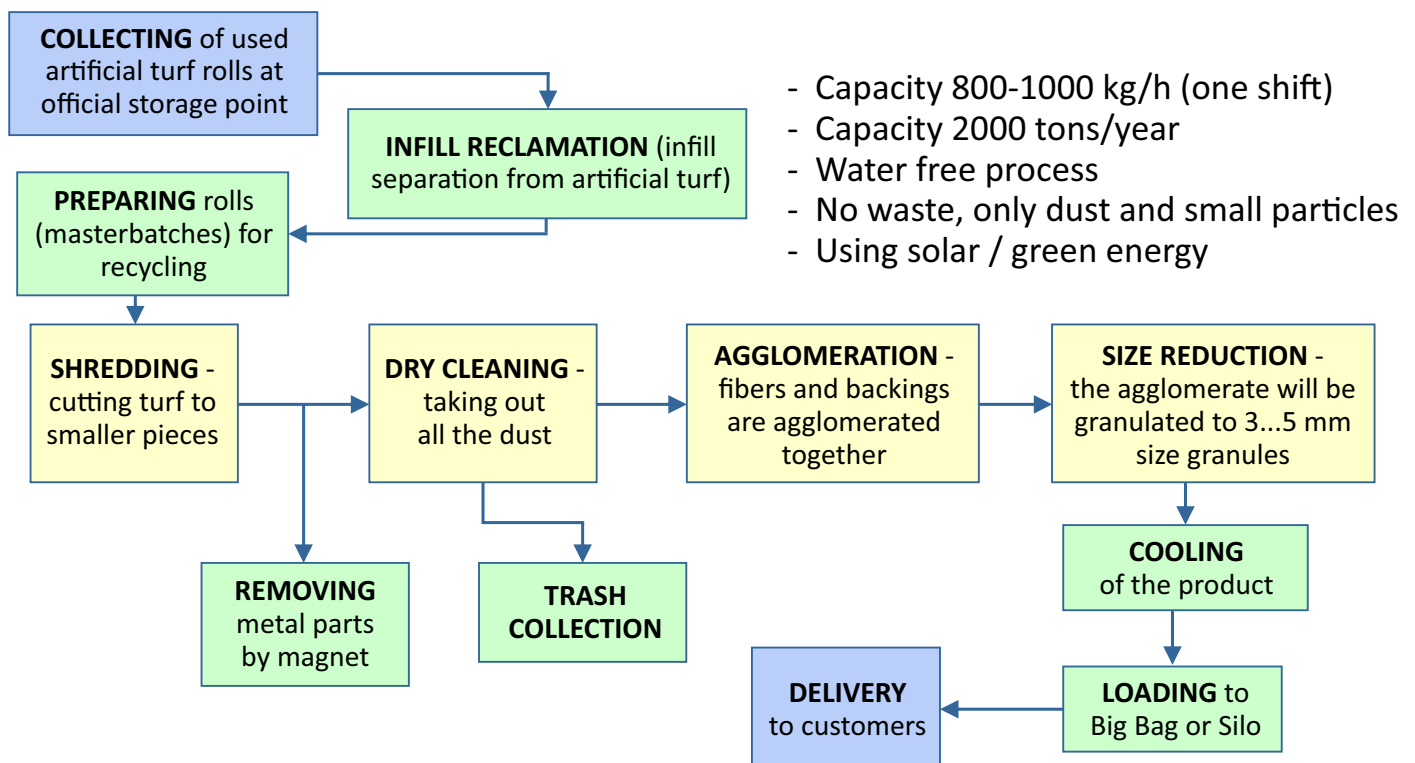 COLLECTING of used
artificial turf rolls at
official storage point
INFILL RECLAMATION (infill
separation from artificial turf)
- Capacity 800-1000 kg/h (one shift)
- Capacity 2000 tons/year
- Water free process
- No waste, only dust and small particles
- Using solar / green energy
PREPARING rolls
(masterbatches) for
recycling
SHREDDING -
cutting turf to
smaller pieces
DRY CLEANING -
taking out
all the dust
AGGLOMERATION -
fibers and backings
are agglomerated
together
SIZE REDUCTION -
the agglomerate will be
granulated to 3...5 mm
size granules
REMOVING
metal parts
by magnet
TRASH
COLLECTION
COOLING
of the product
LOADING to
Big Bag or Silo
DELIVERY
to customers